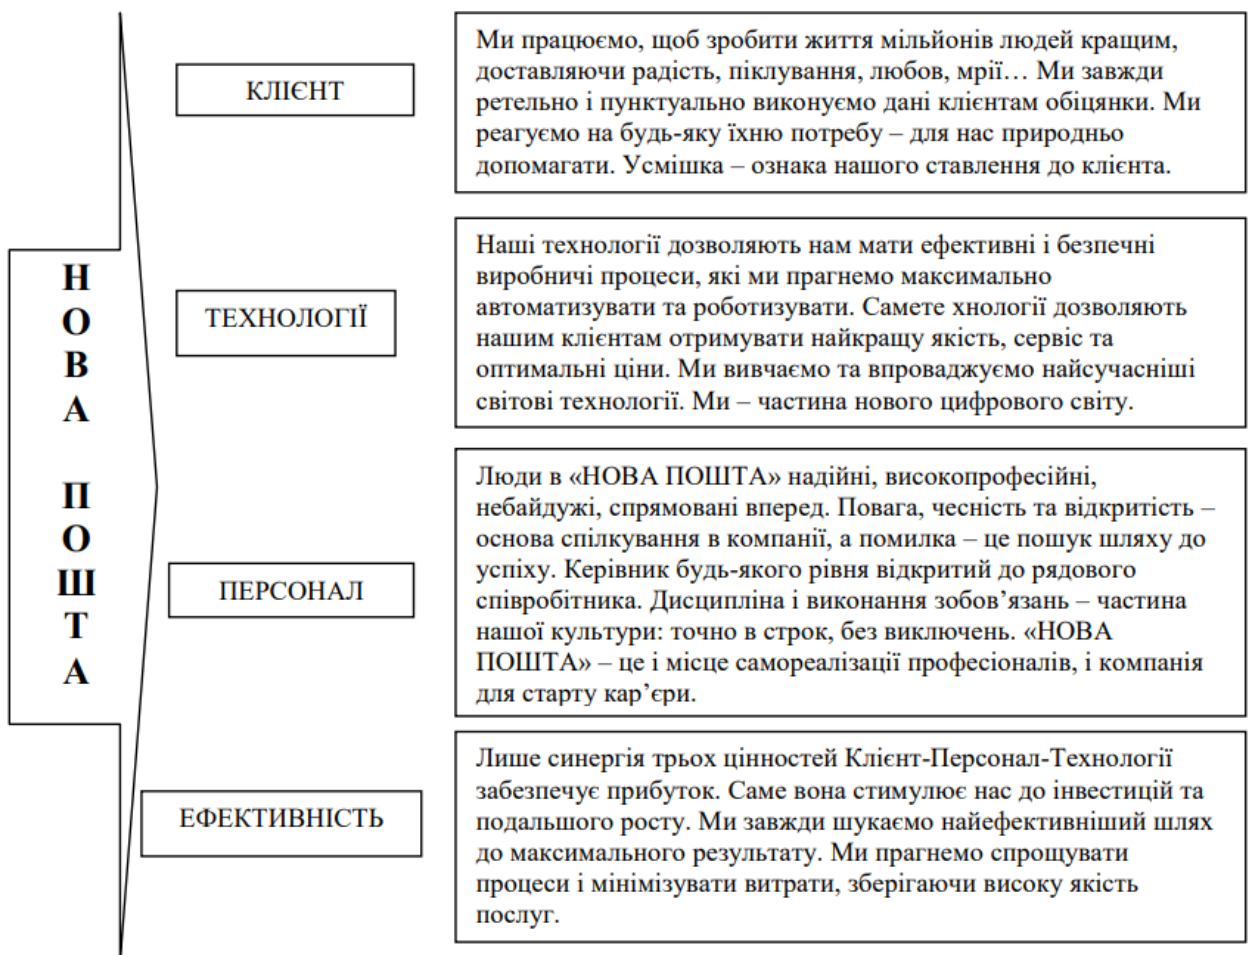 НОВА ПОШТА
КЛІЄНТ
Ми працюємо, щоб зробити життя мільйонів людей кращим,
доставляючи радість, піклування, любов, мрії… Ми завжди
ретельно і пунктуально виконуємо дані клієнтам обіцянки. Ми
реагуємо на будь-яку їхню потребу – для нас природньо
допомагати. Усмішка – ознака нашого ставлення до клієнта.
ТЕХНОЛОГІЇ
Наші технології дозволяють нам мати ефективні і безпечні
виробничі процеси, які ми прагнемо максимально
автоматизувати та роботизувати. Самете хнології дозволяють
нашим клієнтам отримувати найкращу якість, сервіс та
оптимальні ціни. Ми вивчаємо та впроваджуємо найсучасніші
світові технології. Ми – частина нового цифрового світу.
ПЕРСОНАЛ
Люди в «НОВА ПОШТА» надійні, високопрофесійні,
небайдужі, спрямовані вперед. Повага, чесність та відкритість –
основа спілкування в компанії, а помилка – це пошук шляху до
успіху. Керівник будь-якого рівня відкритий до рядового
співробітника. Дисципліна і виконання зобов’язань – частина
нашої культури: точно в строк, без виключень. «НОВА
ПОШТА» – це і місце самореалізації професіоналів, і компанія
для старту кар’єри.
ЕФЕКТИВНІСТЬ
Лише синергія трьох цінностей Клієнт-Персонал-Технології
забезпечує прибуток. Саме вона стимулює нас до інвестицій та
подальшого росту. Ми завжди шукаємо найефективніший шлях
до максимального результату. Ми прагнемо спрощувати
процеси і мінімізувати витрати, зберігаючи високу якість
послуг.